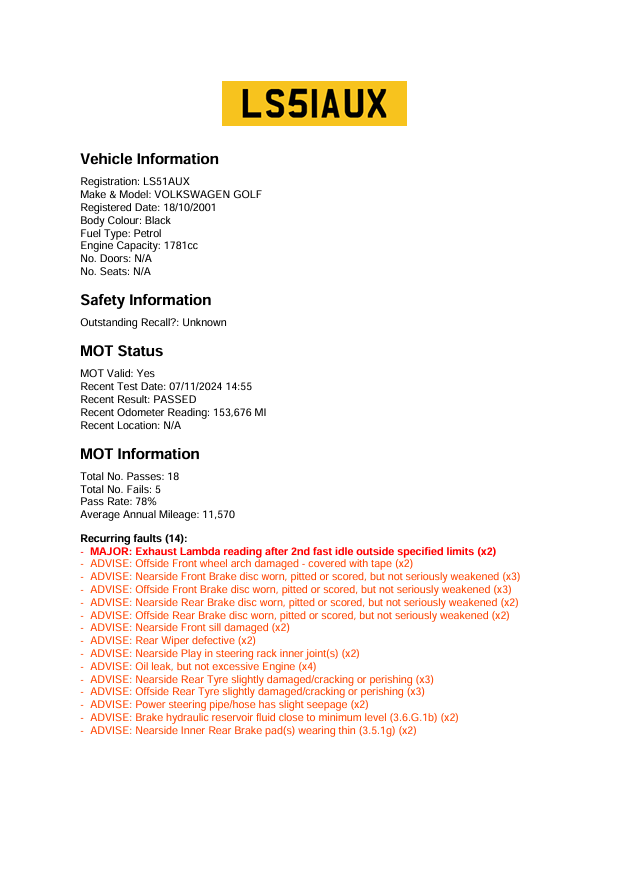 LS51AUX
Vehicle Information
Registration: LS51AUX
Make & Model: VOLKSWAGEN GOLF
Registered Date: 18/10/2001
Body Colour: Black
Fuel Type: Petrol
Engine Capacity: 1781cc
No. Doors: N/A
No. Seats: N/A
Safety Information
Outstanding Recall?: Unknown
MOT Status
MOT Valid: Yes
Recent Test Date: 07/11/2024 14:55
Recent Result: PASSED
Recent Odometer Reading: 153,676 MI
Recent Location: N/A
MOT Information
Total No. Passes: 18
Total No. Fails: 5
Pass Rate: 78%
Average Annual Mileage: 11,570
Recurring faults (14):
- MAJOR: Exhaust Lambda reading after 2nd fast idle outside specified limits (x2)
- ADVISE: Offside Front wheel arch damaged - covered with tape (x2)
- ADVISE: Nearside Front Brake disc worn, pitted or scored, but not seriously weakened (x3)
- ADVISE: Offside Front Brake disc worn, pitted or scored, but not seriously weakened (x3)
- ADVISE: Nearside Rear Brake disc worn, pitted or scored, but not seriously weakened (x2)
- ADVISE: Offside Rear Brake disc worn, pitted or scored, but not seriously weakened (x2)
- ADVISE: Nearside Front sill damaged (x2)
- ADVISE: Rear Wiper defective (x2)
- ADVISE: Nearside Play in steering rack inner joint(s) (x2)
- ADVISE: Oil leak, but not excessive Engine (x4)
- ADVISE: Nearside Rear Tyre slightly damaged/cracking or perishing (x3)
- ADVISE: Offside Rear Tyre slightly damaged/cracking or perishing (x3)
- ADVISE: Power steering pipe/hose has slight seepage (x2)
- ADVISE: Brake hydraulic reservoir fluid close to minimum level (3.6.G.1b) (x2)
- ADVISE: Nearside Inner Rear Brake pad(s) wearing thin (3.5.1g) (x2)